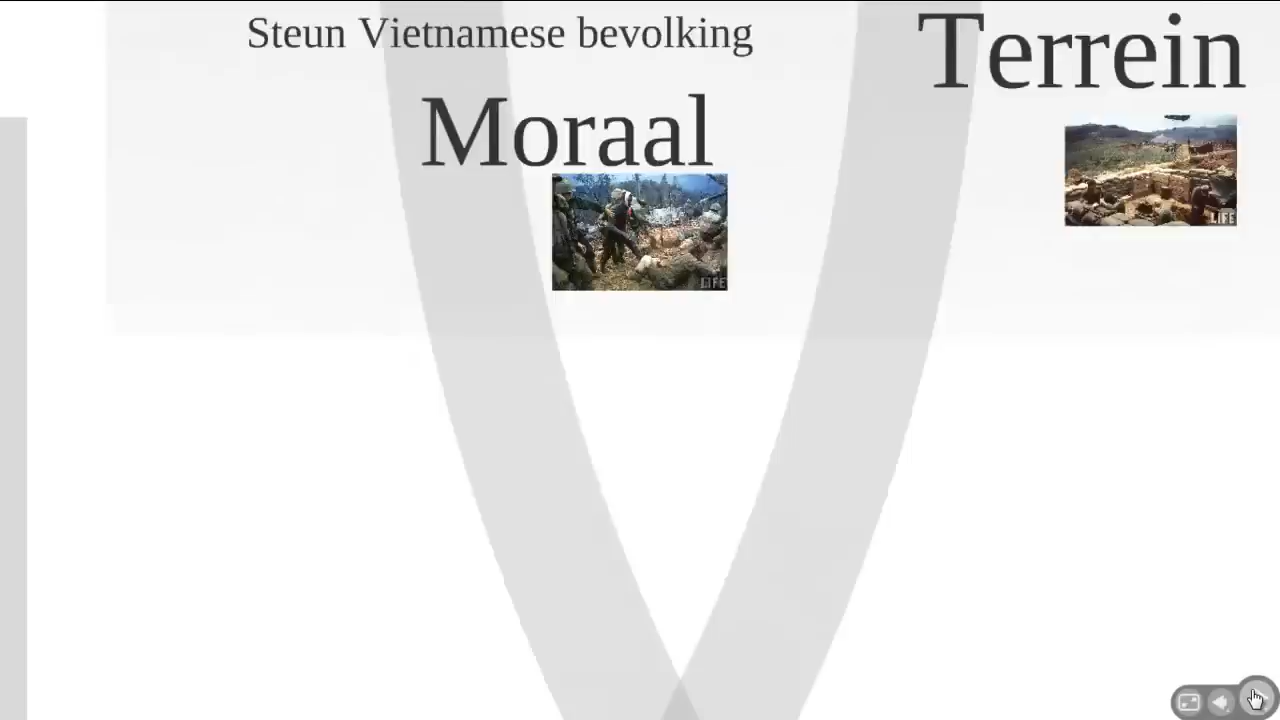 Steun Vietnamese bevolking
Terrein
Moraal
LIFE
LIFE